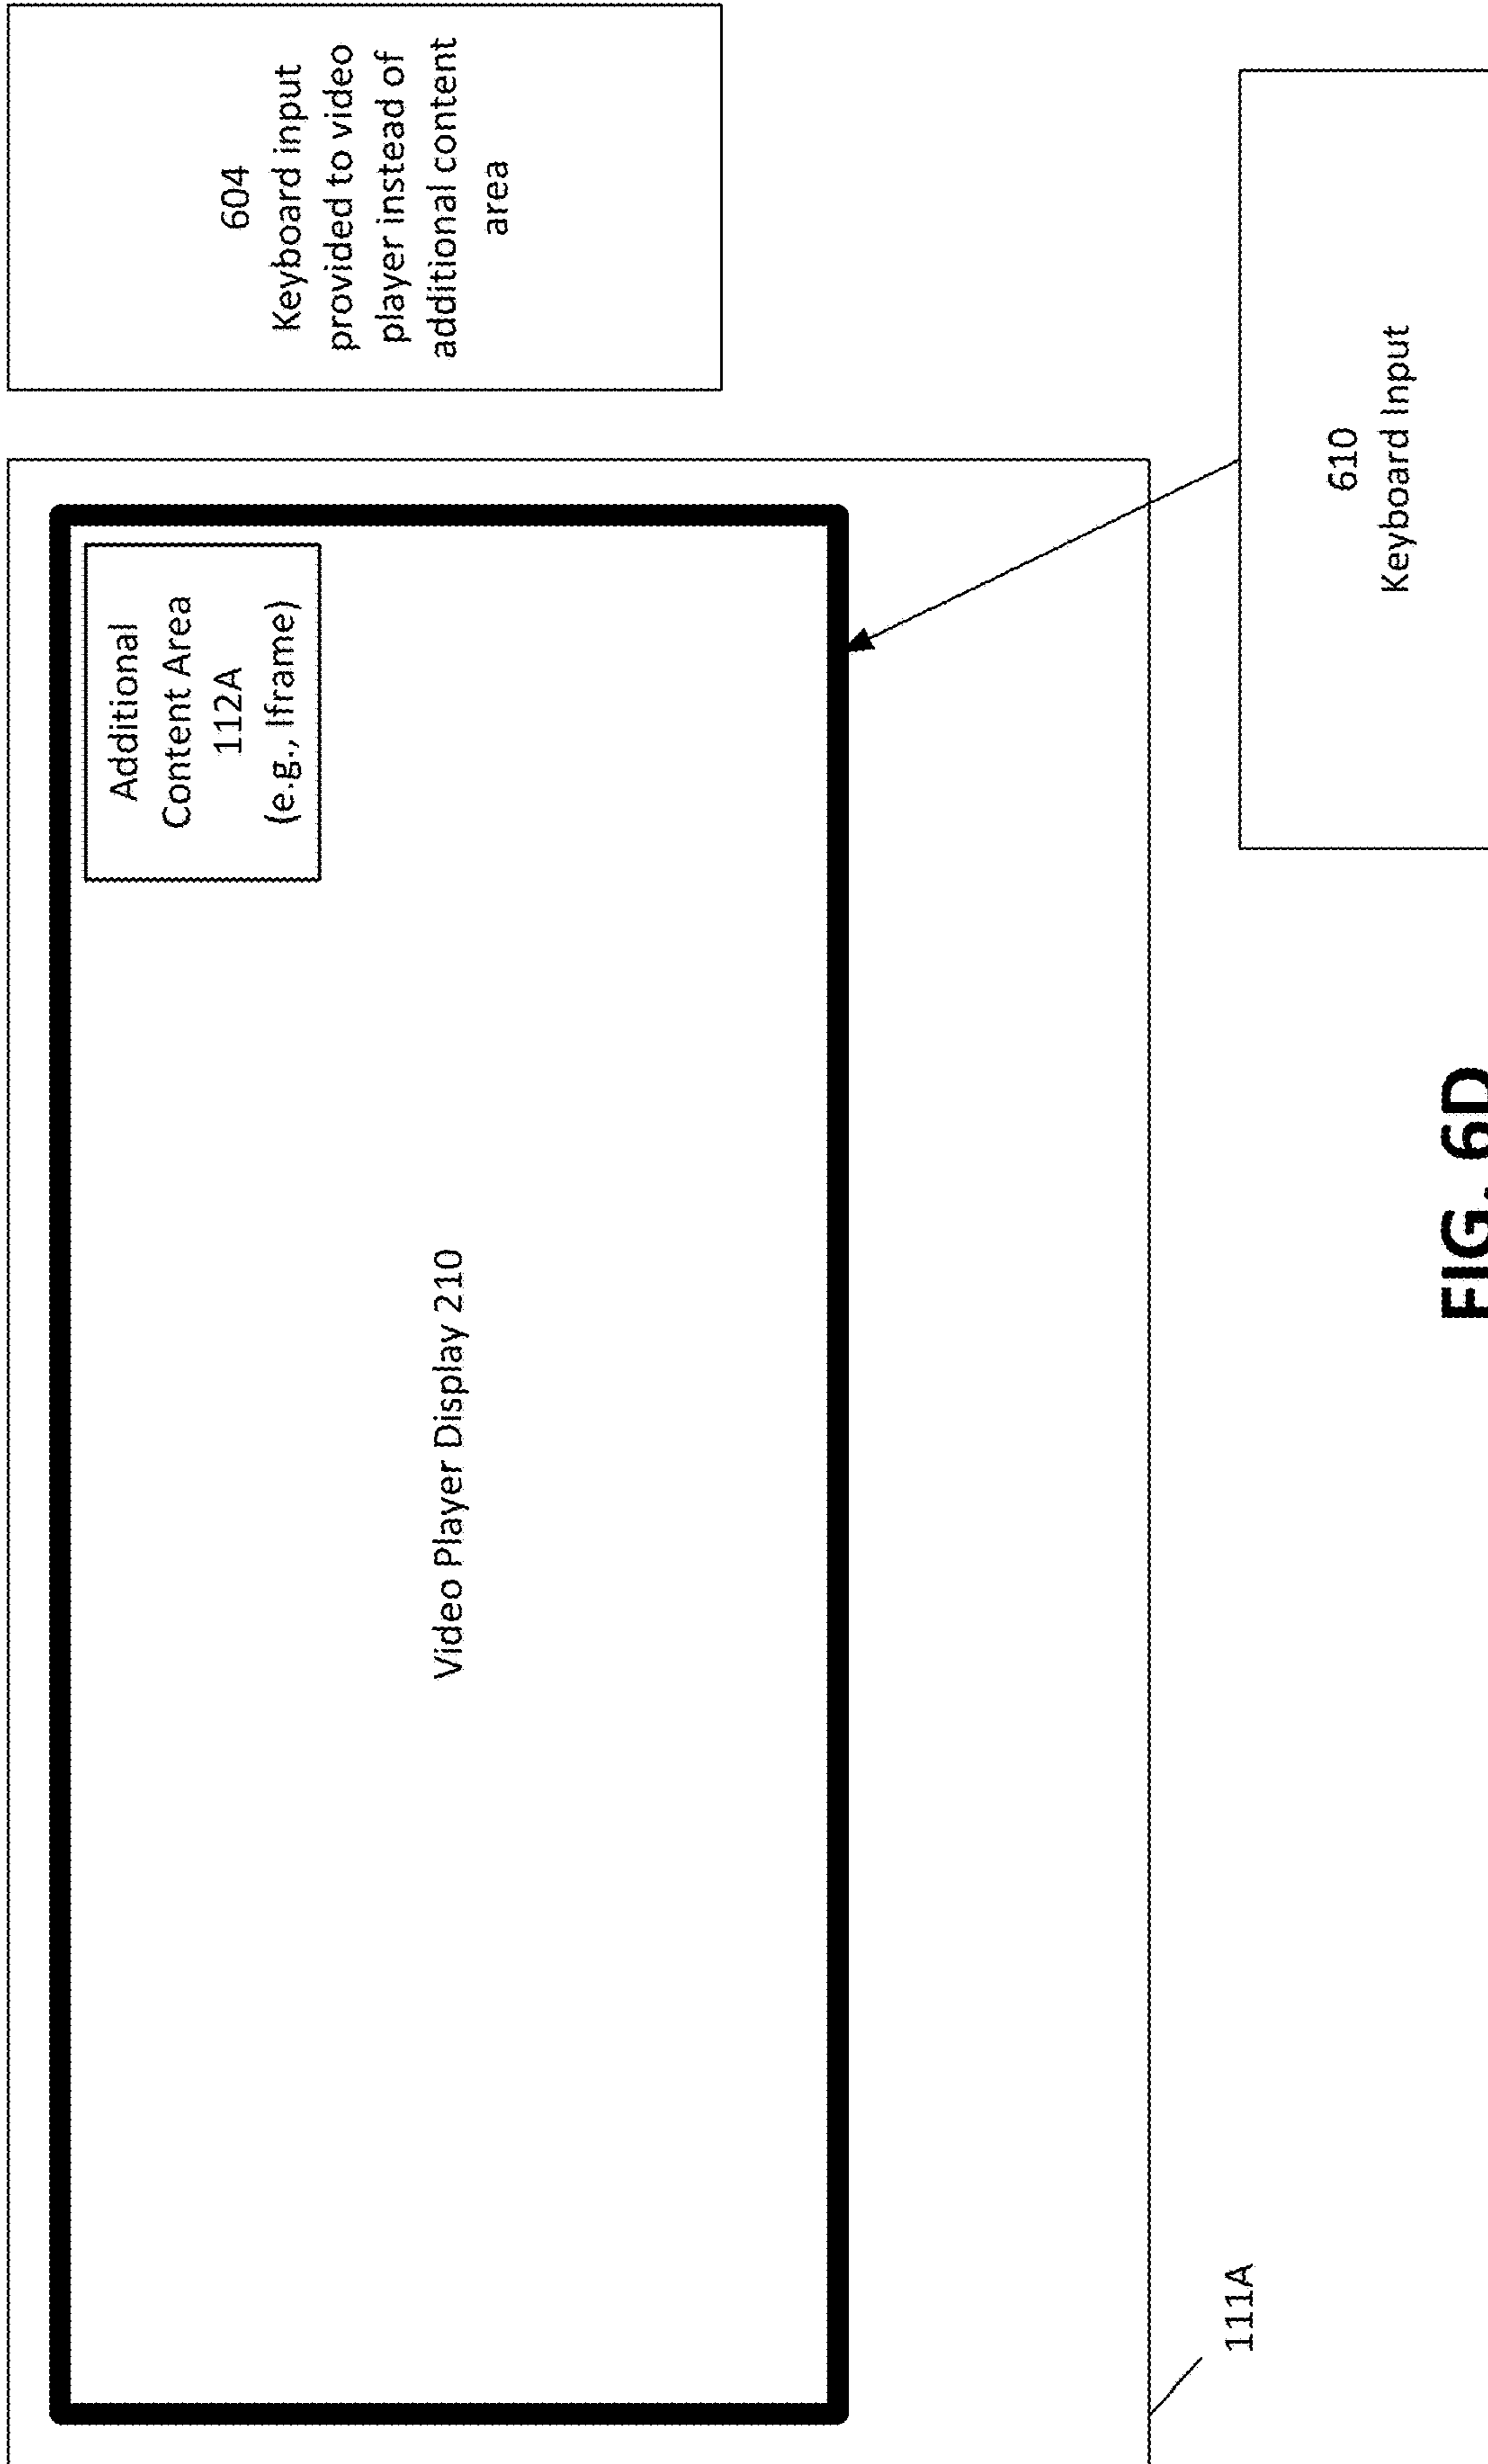 Additional
Content Area
112A
(e.g., Iframe)
Video Player Display 210
604
Keyboard input
provided to video
player instead of
additional content
area
111A
610
Keyboard Input
FIG. 6D